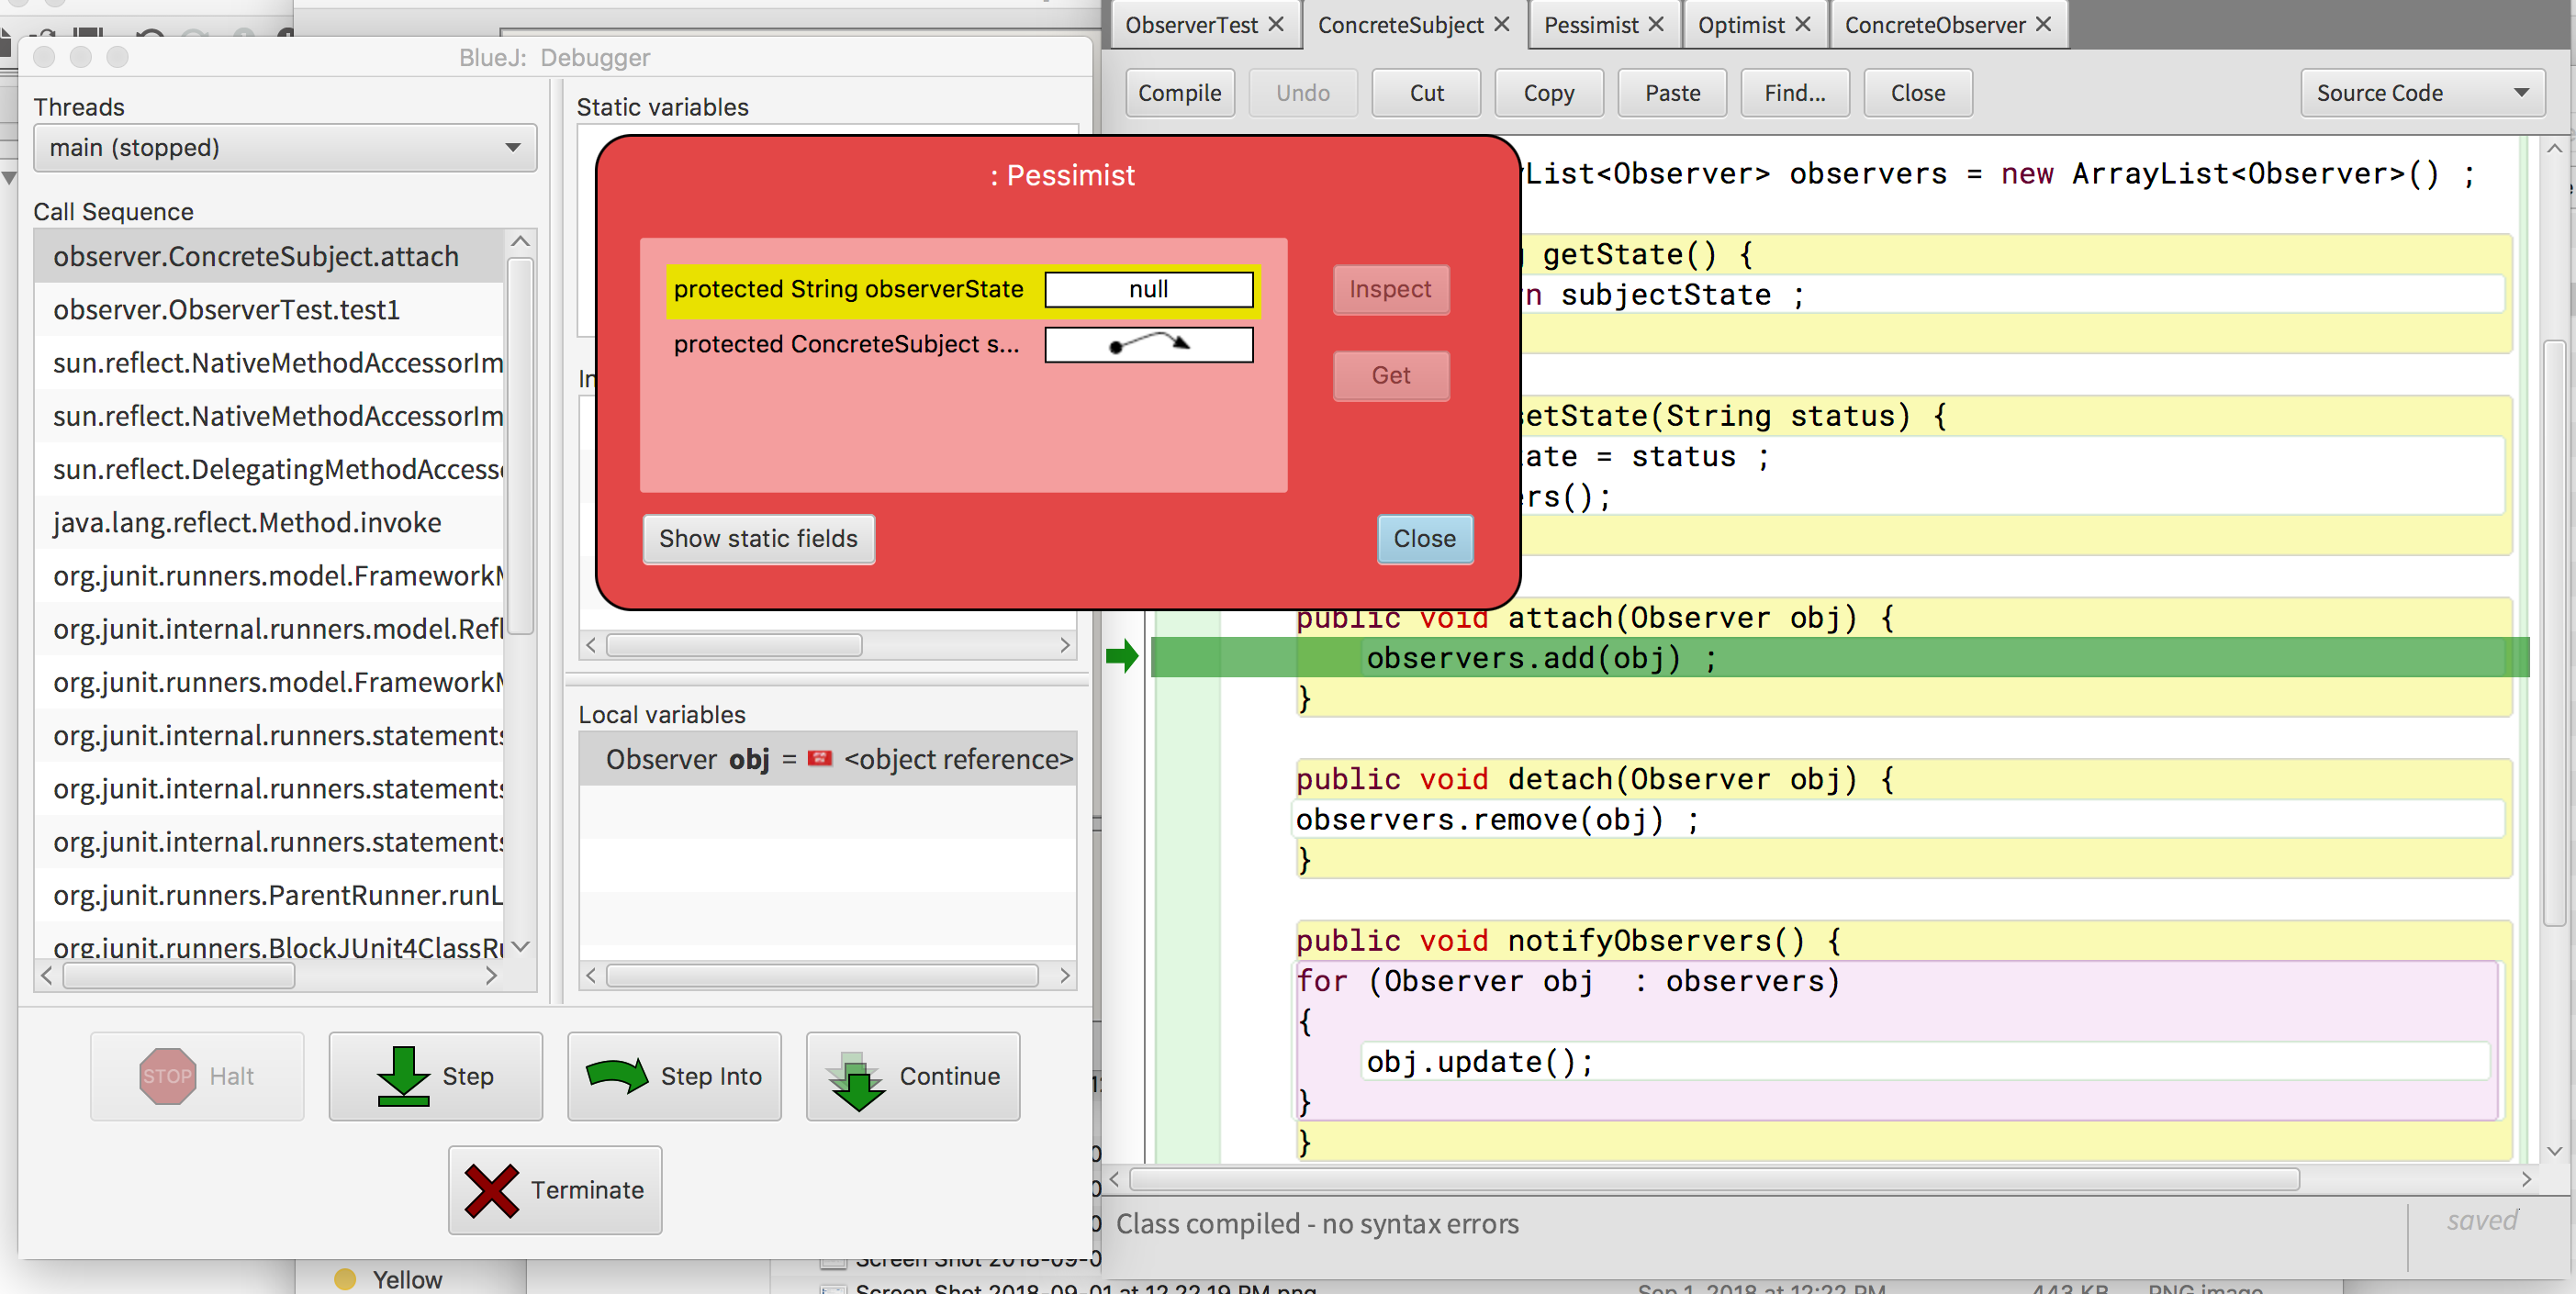 BlueJ: Debugger
Threads
main (stopped)
Call Sequence
observer.ConcreteSubject.attach
observer.ObserverTest.test1
sun.reflect.NativeMethodAccessorIm
sun.reflect.NativeMethodAccessorIm
sun.reflect.DelegatingMethodAccess
java.lang.reflect.Method.invoke
org.junit.runners.model.Framework
org.junit.internal.runners.model.Refl
org.junit.runners.model.Framework
org.junit.internal.runners.statements
org.junit.internal.runners.statements
org.junit.internal.runners.statements
org.junit.runners.ParentRunner.runL
org.junit.runners.BlockJUnit4ClassRu
Static variables
In
: Pessimist
protected String observerState null
protected ConcreteSubject s...
Inspect
Get
Show static fields
Close
Local variables
Observer obj = <object reference>
STOP Halt
Step
Step Into
Continue
Terminate
ObserverTest ConcreteSubject Pessimist Optimist ConcreteObserver
Compile Undo Cut Copy Paste Find... Close Source Code
List<Observer> observers = new ArrayList<Observer>() ;
getState() {
n subjectState ;
setState(String status) {
ate = status ;
ers();
public void attach(Observer obj) {
observers.add(obj) ;
}
public void detach(Observer obj) {
observers.remove(obj) ;
}
public void notifyObservers() {
for (Observer obj : observers)
{
obj.update();
}
}
Class compiled - no syntax errors
saved
Yellow
Screen Shot 2018-09-0
Screen Shot 2018-09-01 at 12.22.19 PM.png Sep 1, 2018 at 12:22 PM 443 KB PNG image